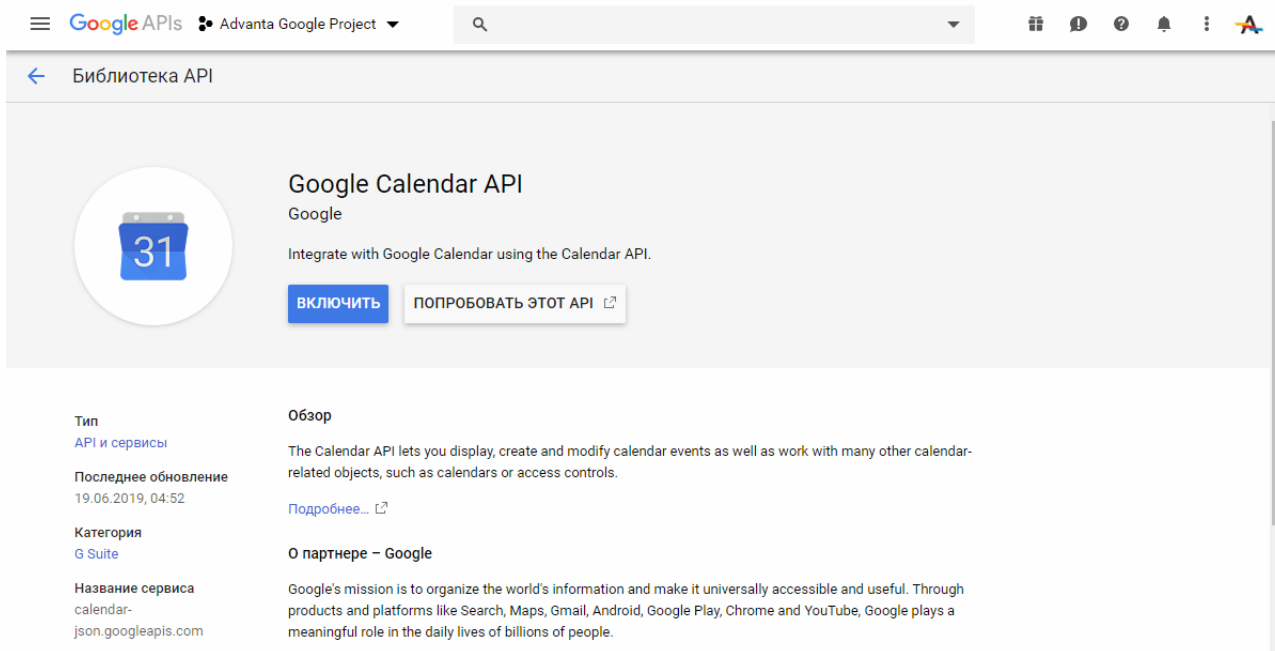 Google APIs Advanta Google Project
Библиотека API
31
Google Calendar API
Google
Integrate with Google Calendar using the Calendar API.
ВКЛЮЧИТЬ ПОПРОБОВАТЬ ЭТОТ API
Тип
API и сервисы
Последнее обновление
19.06.2019, 04:52
Категория
G Suite
Название сервиса
calendar-
json.googleapis.com
Обзор
The Calendar API lets you display, create and modify calendar events as well as work with many other calendar-
related objects, such as calendars or access controls.
Подробнее...
О партнере – Google
Google's mission is to organize the world's information and make it universally accessible and useful. Through
products and platforms like Search, Maps, Gmail, Android, Google Play, Chrome and YouTube, Google plays a
meaningful role in the daily lives of billions of people.